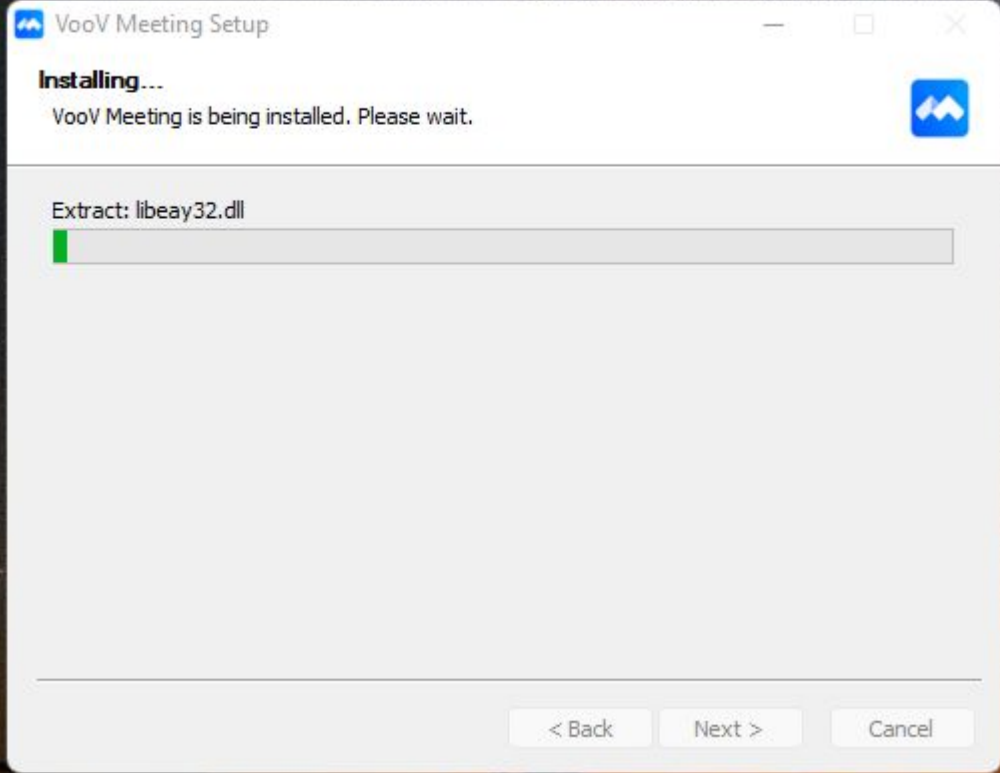 VooV Meeting Setup
Installing...
VooV Meeting is being installed. Please wait.
Extract: libeay32.dll
< Back
Next >
Cancel